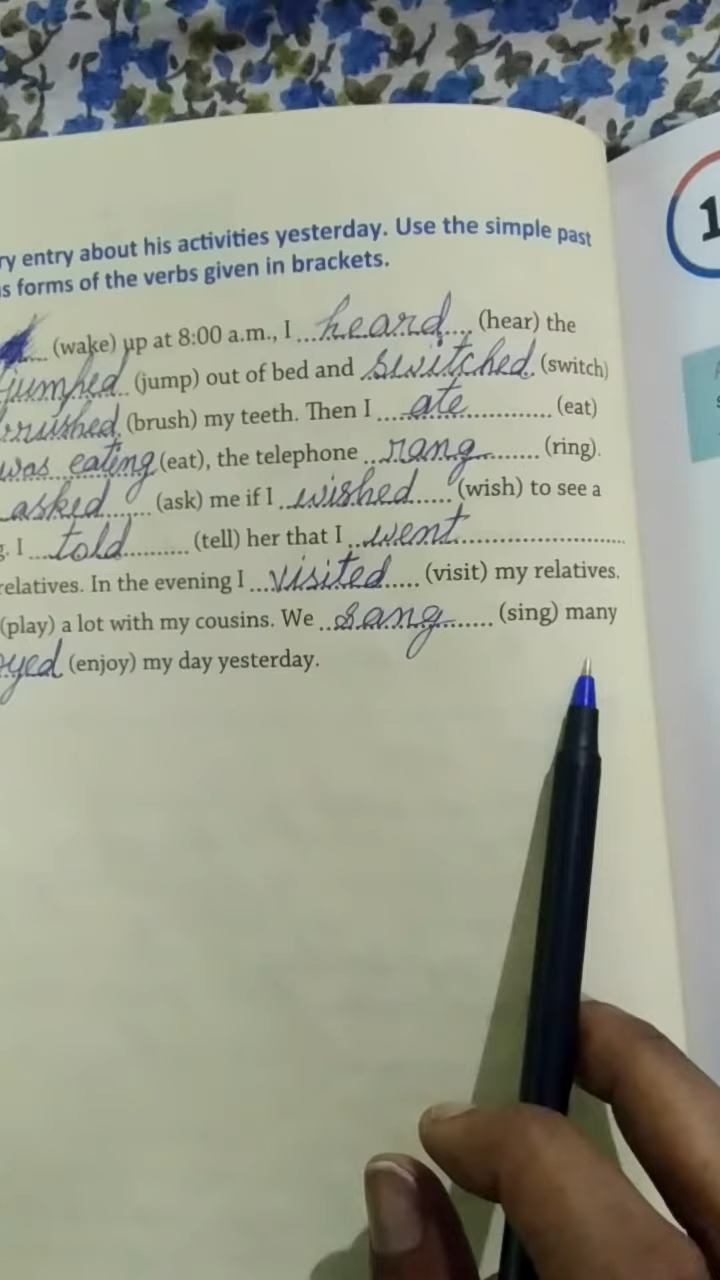 ry entry about his activities yesterday. Use the simple past
s forms of the verbs given in brackets.
(wake) up at 8:00 a.m., I ...heard.... (hear) the
jumped (jump) out of bed and switched (switch)
brushed (brush) my teeth. Then I ....ate............... (eat)
was eating (eat), the telephone ...rang........ (ring).
asked........ (ask) me if I ..wished..... (wish) to see a
g. I ...told.......... (tell) her that I ..went............................
relatives. In the evening I ...visited..... (visit) my relatives.
(play) a lot with my cousins. We ..sang....... (sing) many
oyed (enjoy) my day yesterday.
1